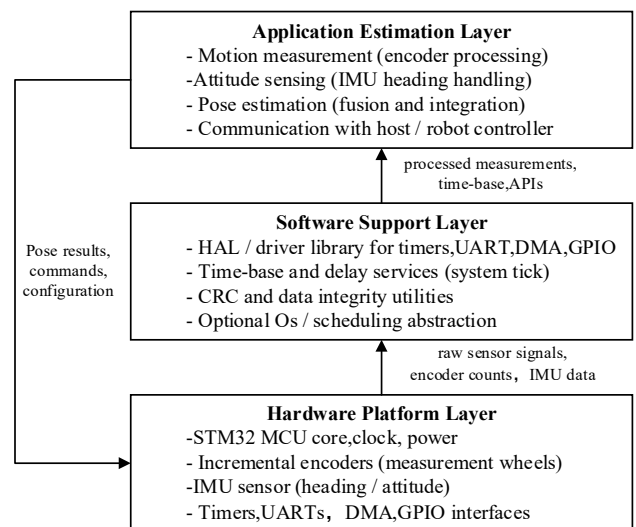 Application Estimation Layer
- Motion measurement (encoder processing)
-Attitude sensing (IMU heading handling)
- Pose estimation (fusion and integration)
- Communication with host / robot controller
processed measurements,
time-base,APIs
Software Support Layer
- HAL / driver library for timers,UART,DMA,GPIO
- Time-base and delay services (system tick)
- CRC and data integrity utilities
- Optional Os / scheduling abstraction
Pose results,
commands,
configuration
raw sensor signals,
encoder counts，IMU data
Hardware Platform Layer
-STM32 MCU core,clock, power
- Incremental encoders (measurement wheels)
-IMU sensor (heading / attitude)
- Timers,UARTs，DMA,GPIO interfaces